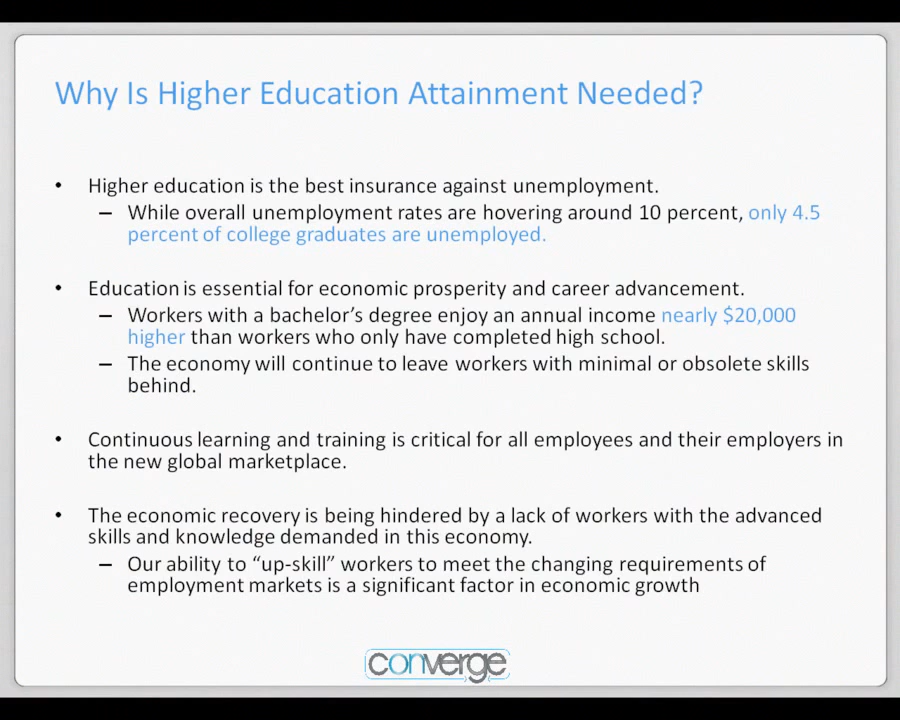 Why Is Higher Education Attainment Needed?
• Higher education is the best insurance against unemployment.
– While overall unemployment rates are hovering around 10 percent, only 4.5
percent of college graduates are unemployed.
• Education is essential for economic prosperity and career advancement.
– Workers with a bachelor’s degree enjoy an annual income nearly $20,000
higher than workers who only have completed high school.
– The economy will continue to leave workers with minimal or obsolete skills
behind.
• Continuous learning and training is critical for all employees and their employers in
the new global marketplace.
• The economic recovery is being hindered by a lack of workers with the advanced
skills and knowledge demanded in this economy.
– Our ability to “up-skill” workers to meet the changing requirements of
employment markets is a significant factor in economic growth
converge